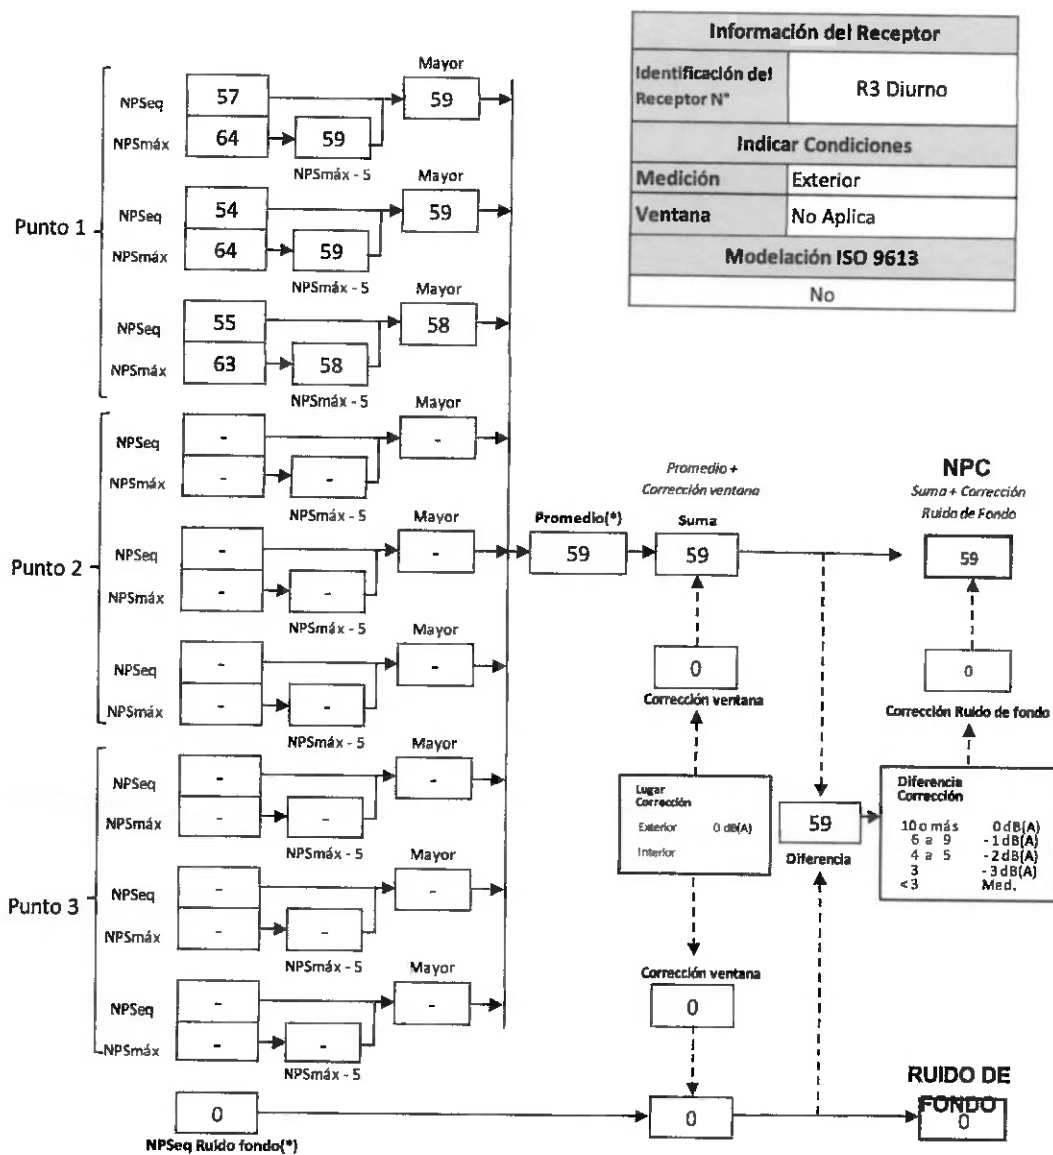 Información del Receptor
Identificación del Receptor N° R3 Diurno
Indicar Condiciones
Medición Exterior
Ventana No Aplica
Modelación ISO 9613
No
Punto 1
Mayor
NPSeq 57 59
NPSmáx 64 59
NPSmáx - 5
Mayor
NPSeq 54 59
NPSmáx 64 59
NPSmáx - 5
Mayor
NPSeq 55 58
NPSmáx 63 58
NPSmáx - 5
Punto 2
Mayor
NPSeq - -
NPSmáx - -
NPSmáx - 5
Mayor
NPSeq - -
NPSmáx - -
NPSmáx - 5
Mayor
NPSeq - -
NPSmáx - -
NPSmáx - 5
Punto 3
Mayor
NPSeq - -
NPSmáx - -
NPSmáx - 5
Mayor
NPSeq - -
NPSmáx - -
NPSmáx - 5
Mayor
NPSeq - -
NPSmáx - -
NPSmáx - 5
Promedio(*)
59
Promedio +
Corrección ventana
Suma
59
0
Corrección ventana
NPC
Suma + Corrección
Ruido de Fondo
59
0
Corrección Ruido de fondo
Lugar
Corrección
Exterior 0 dB(A)
Interior
59
Diferencia
Diferencia
Corrección
10 o más 0 dB(A)
6 a 9 -1 dB(A)
4 a 5 -2 dB(A)
3 -3 dB(A)
<3 Med.
Corrección ventana
0
0
NPSeq Ruido fondo(*)
0
RUIDO DE
FONDO
0